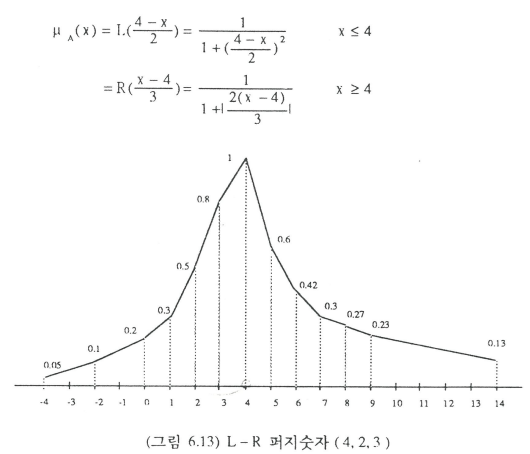 μ_A(x) = L((4 − x)/2) = 1/(1 + ((4 − x)/2)^2)    x ≤ 4
= R((x − 4)/3) = 1/(1 + |2(x − 4)/3|)    x ≥ 4
1
0.8
0.6
0.5
0.42
0.3 0.3
0.27
0.2 0.23
0.13
0.1
0.05
-4 -3 -2 -1 0 1 2 3 4 5 6 7 8 9 10 11 12 13 14
(그림 6.13) L – R 퍼지숫자 ( 4, 2, 3 )